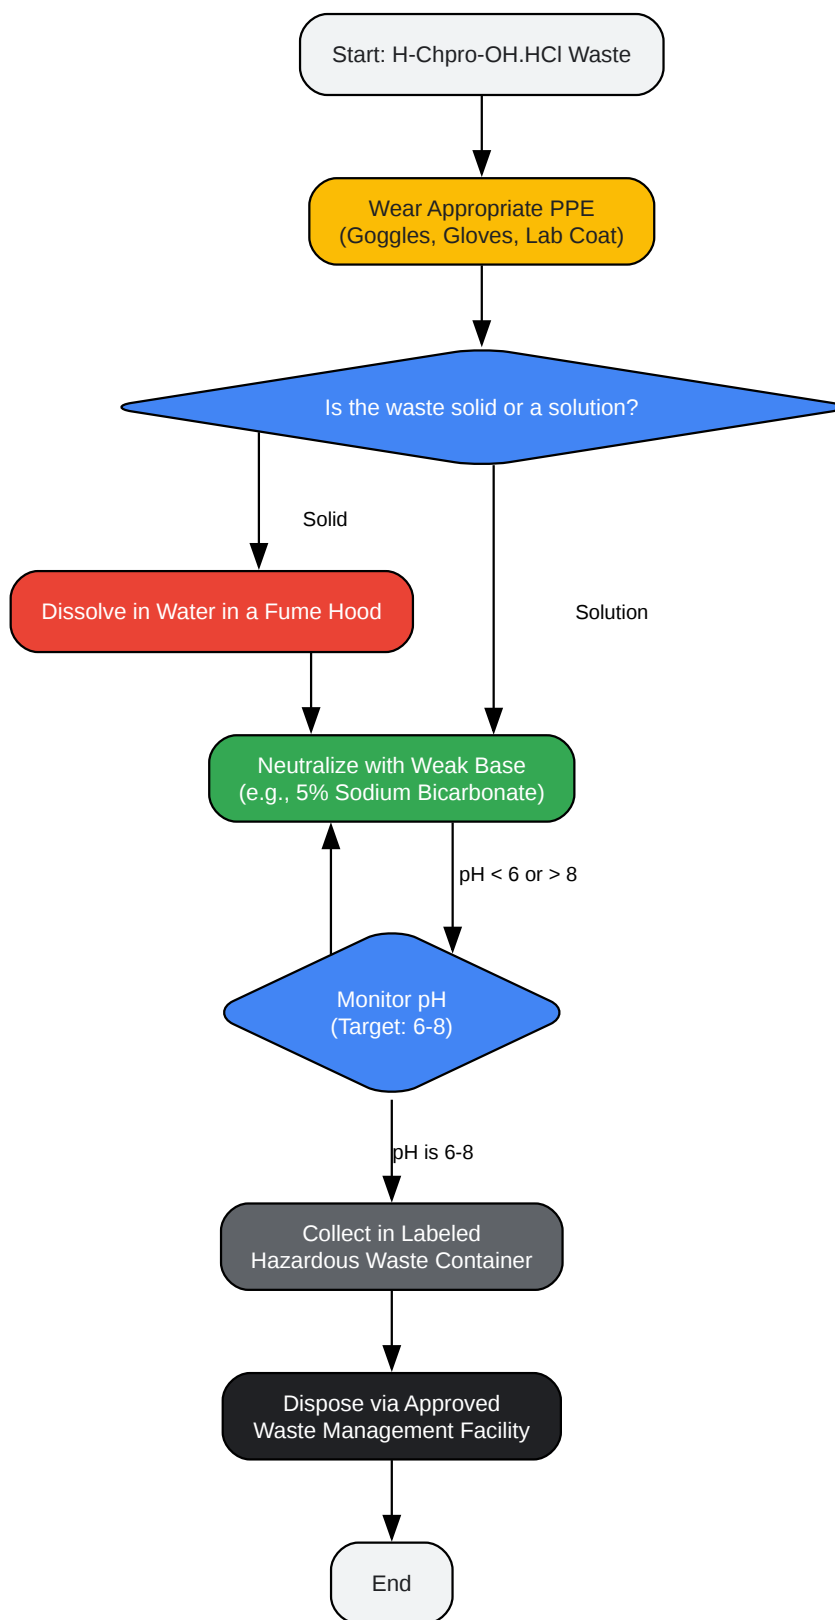 Start: H-Chpro-OH.HCl Waste
Wear Appropriate PPE
(Goggles, Gloves, Lab Coat)
Is the waste solid or a solution?
Solid
Dissolve in Water in a Fume Hood
Solution
Neutralize with Weak Base
(e.g., 5% Sodium Bicarbonate)
pH < 6 or > 8
Monitor pH
(Target: 6-8)
pH is 6-8
Collect in Labeled
Hazardous Waste Container
Dispose via Approved
Waste Management Facility
End